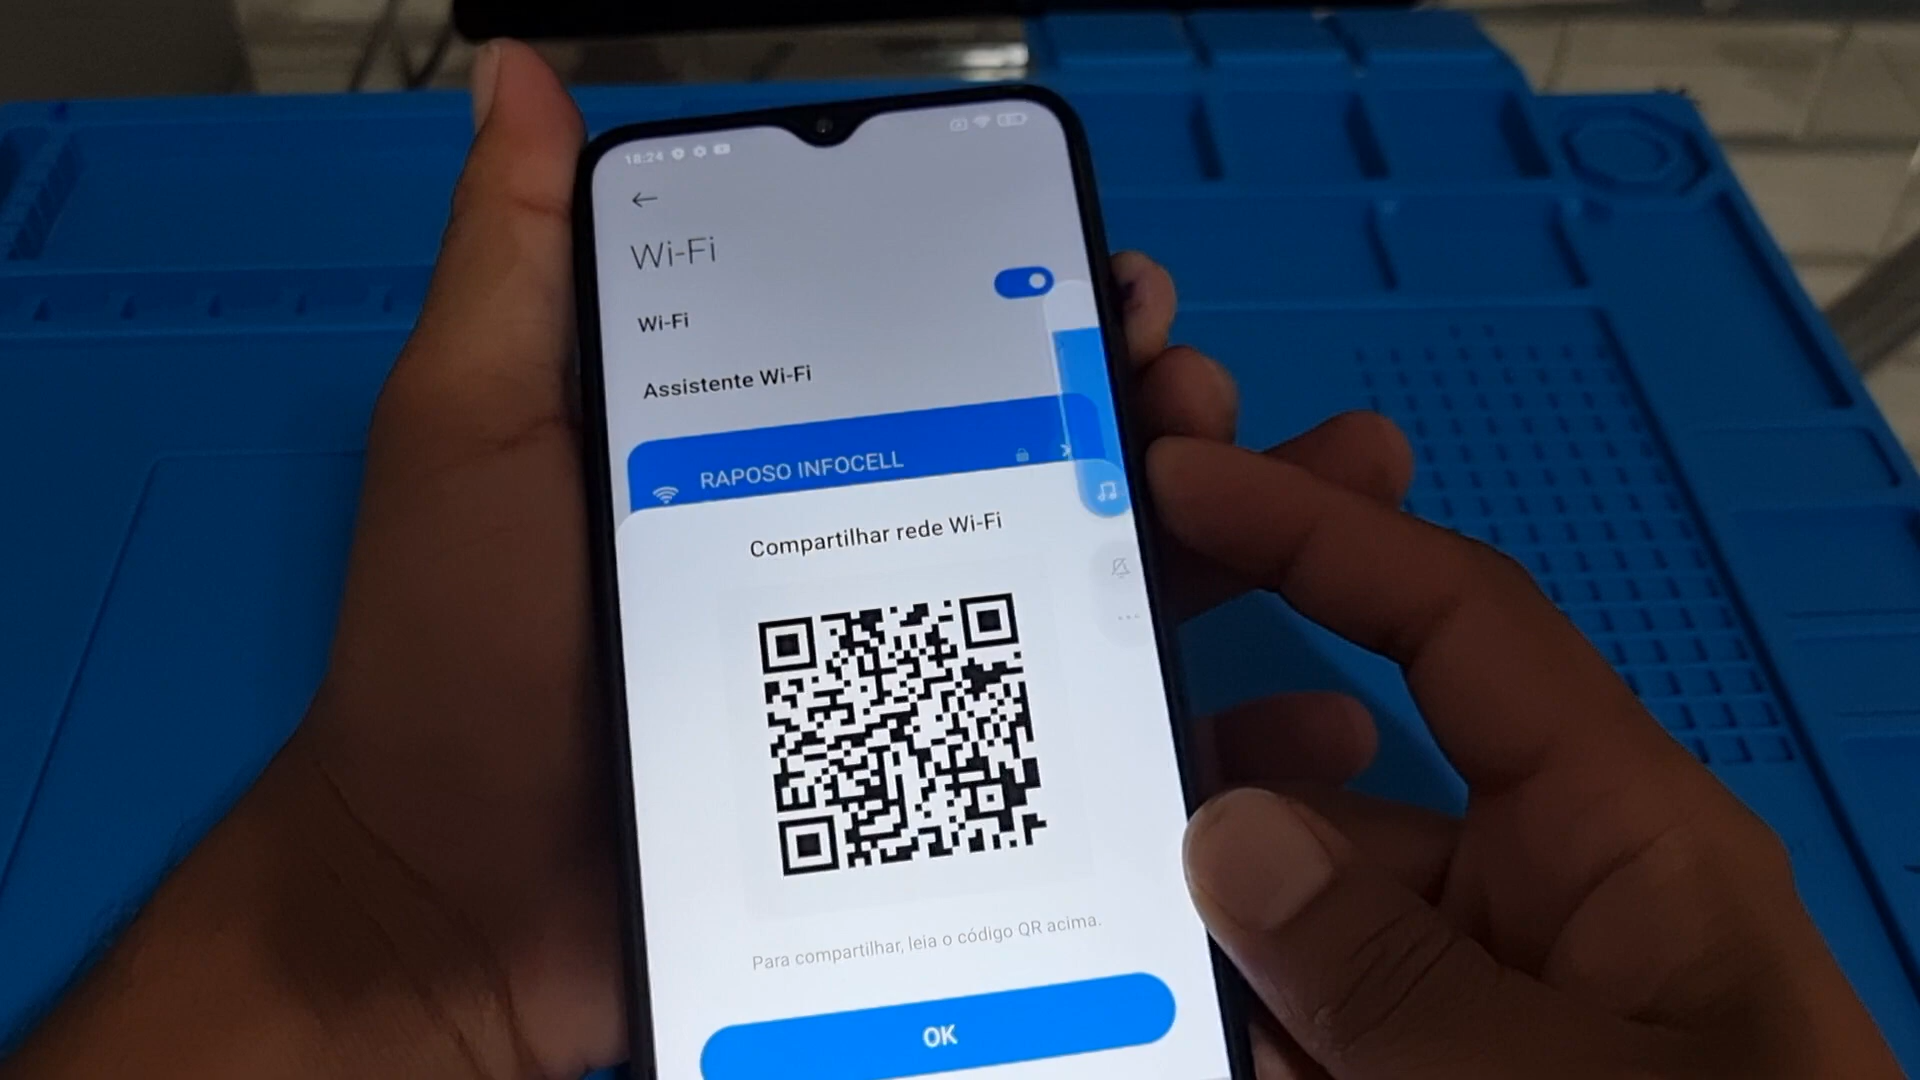 18:24
Wi-Fi
Wi-Fi
Assistente Wi-Fi
RAPOSO INFOCELL
Compartilhar rede Wi-Fi
Para compartilhar, leia o código QR acima.
OK